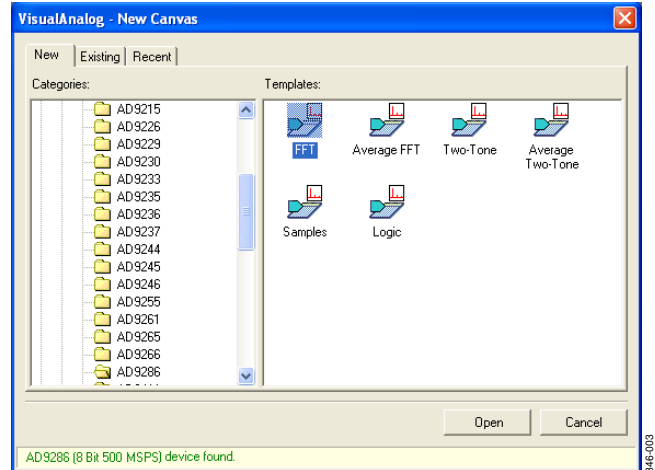 VisualAnalog - New Canvas
New Existing Recent
Categories:
Templates:
AD9215
AD9226
AD9229
AD9230
AD9233
AD9235
AD9236
AD9237
AD9244
AD9245
AD9246
AD9255
AD9261
AD9265
AD9266
AD9286
FFT
Average FFT
Two-Tone
Average
Two-Tone
Samples
Logic
Open
Cancel
AD9286 (8 Bit 500 MSPS) device found.